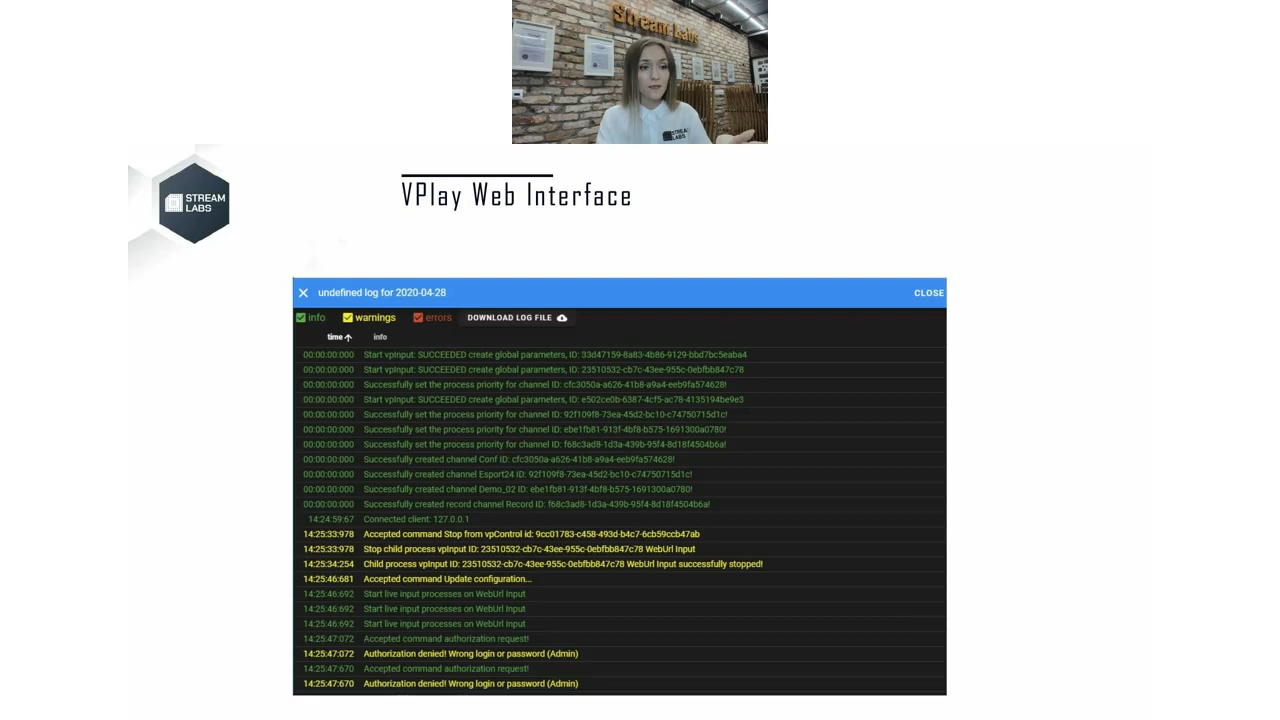 Stream Labs
STREAM
LABS
STREAM
LABS
VPlay Web Interface
undefined log for 2020-04-28
CLOSE
info
warnings
errors
DOWNLOAD LOG FILE
time
info
00:00:00:000 Start vpInput: SUCCEEDED create global parameters, ID: 33d47159-8a83-4b86-9129-bbd7bc5eaba4
00:00:00:000 Start vpInput: SUCCEEDED create global parameters, ID: 23510532-cb7c-43ee-955c-0ebfbb847c78
00:00:00:000 Successfully set the process priority for channel ID: cfc3050a-a626-41b8-a9a4-eeb9fa574628!
00:00:00:000 Start vpInput: SUCCEEDED create global parameters, ID: e502ce0b-6387-4cf5-ac78-4135194be9e3
00:00:00:000 Successfully set the process priority for channel ID: 92f109f8-73ea-45d2-bc10-c74750715d1c!
00:00:00:000 Successfully set the process priority for channel ID: ebe1fb81-913f-4bf8-b575-1691300a0780!
00:00:00:000 Successfully set the process priority for channel ID: f68c3ad8-1d3a-439b-95f4-8d18f4504b6a!
00:00:00:000 Successfully created channel Conf ID: cfc3050a-a626-41b8-a9a4-eeb9fa574628!
00:00:00:000 Successfully created channel Esport24 ID: 92f109f8-73ea-45d2-bc10-c74750715d1c!
00:00:00:000 Successfully created channel Demo_02 ID: ebe1fb81-913f-4bf8-b575-1691300a0780!
00:00:00:000 Successfully created record channel Record ID: f68c3ad8-1d3a-439b-95f4-8d18f4504b6a!
14:24:59:67 Connected client: 127.0.0.1
14:25:33:978 Accepted command Stop from vpControl id: 9cc01783-c458-493d-b4c7-6cb59ccb47ab
14:25:33:978 Stop child process vpInput ID: 23510532-cb7c-43ee-955c-0ebfbb847c78 WebUrl Input
14:25:34:254 Child process vpInput ID: 23510532-cb7c-43ee-955c-0ebfbb847c78 WebUrl Input successfully stopped!
14:25:46:681 Accepted command Update configuration...
14:25:46:692 Start live input processes on WebUrl Input
14:25:46:692 Start live input processes on WebUrl Input
14:25:46:692 Start live input processes on WebUrl Input
14:25:47:072 Accepted command authorization request!
14:25:47:072 Authorization denied! Wrong login or password (Admin)
14:25:47:670 Accepted command authorization request!
14:25:47:670 Authorization denied! Wrong login or password (Admin)